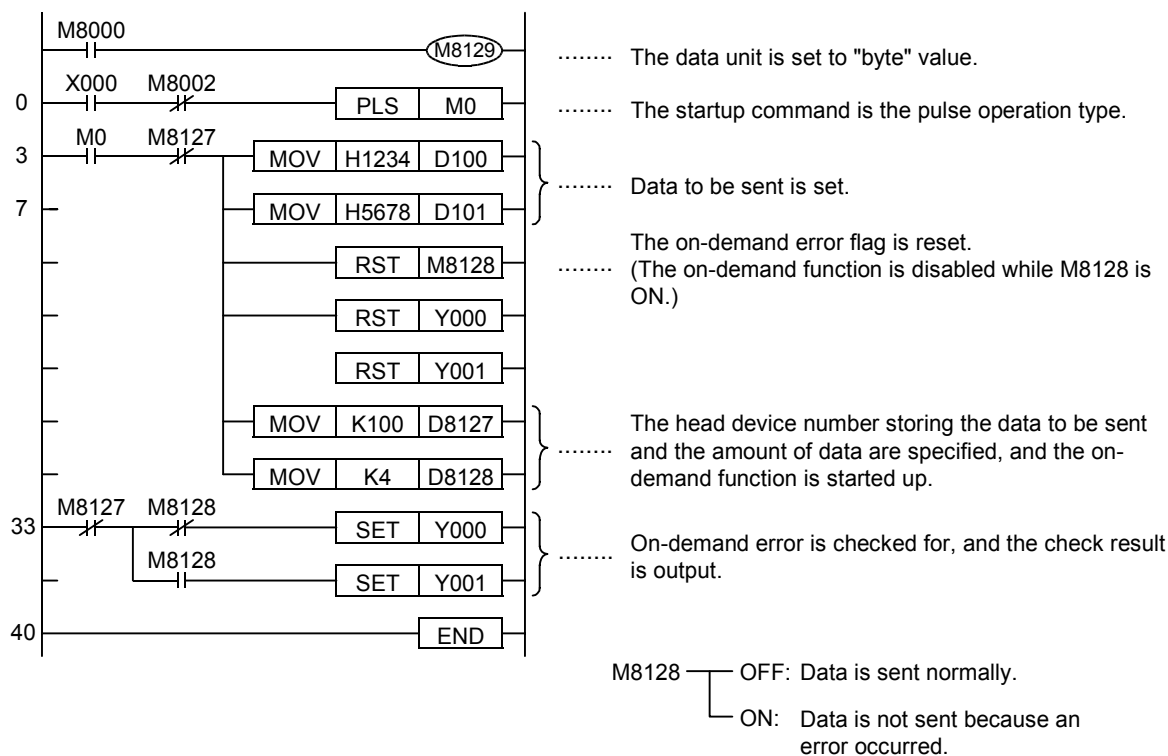 M8000
M8129
........ The data unit is set to "byte" value.
X000 M8002
0 PLS M0
........ The startup command is the pulse operation type.
M0 M8127
3 MOV H1234 D100
........ Data to be sent is set.
7 MOV H5678 D101
The on-demand error flag is reset.
RST M8128
........ (The on-demand function is disabled while M8128 is
ON.)
RST Y000
RST Y001
MOV K100 D8127
The head device number storing the data to be sent
........ and the amount of data are specified, and the on-
demand function is started up.
MOV K4 D8128
M8127 M8128
33 SET Y000
........ On-demand error is checked for, and the check result
is output.
M8128
SET Y001
40 END
M8128 OFF: Data is sent normally.
ON: Data is not sent because an
error occurred.